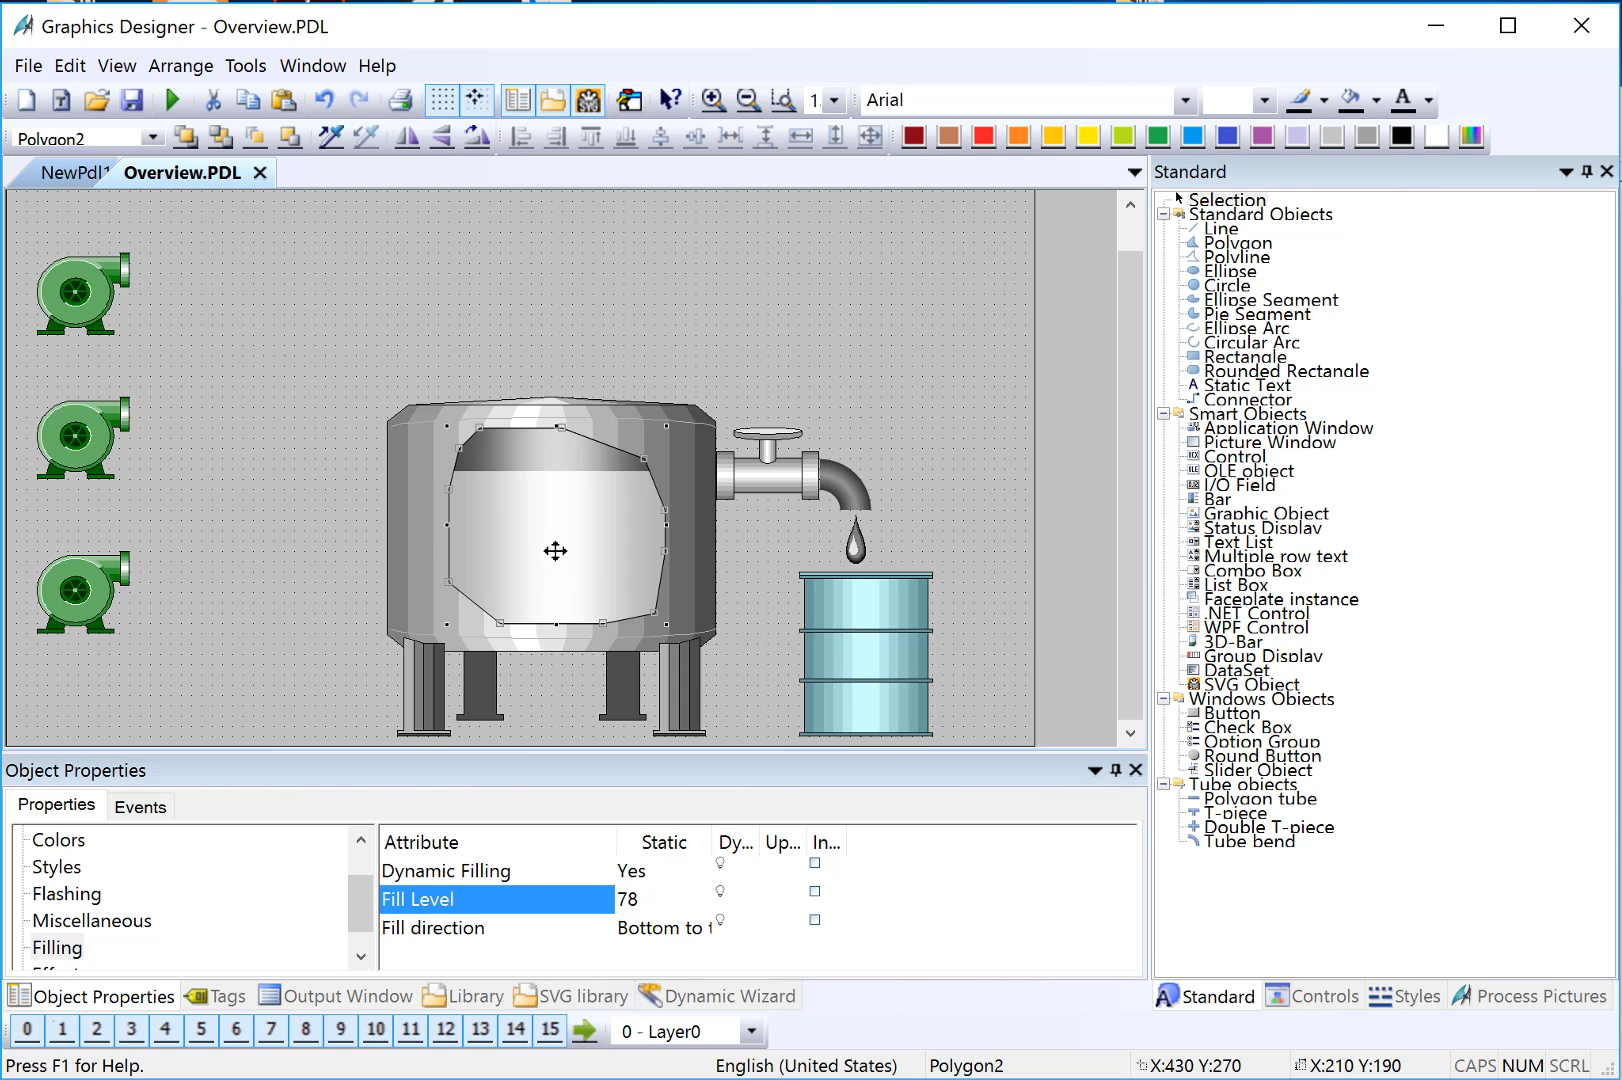 Graphics Designer - Overview.PDL
File Edit View Arrange Tools Window Help
1. Arial
Polygon2
NewPdl1 Overview.PDL
Standard
Selection
Standard Objects
Line
Polygon
Polyline
Ellipse
Circle
Ellipse Segment
Pie Segment
Ellipse Arc
Circular Arc
Rectangle
Rounded Rectangle
Static Text
Connector
Smart Objects
Application Window
Picture Window
Control
OLE object
I/O Field
Bar
Graphic Object
Status Display
Text List
Multiple row text
Combo Box
List Box
Faceplate instance
.NET Control
WPF Control
3D-Bar
Group Display
DataSet
SVG Object
Windows Objects
Button
Check Box
Option Group
Round Button
Slider Object
Tube objects
Polygon tube
T-piece
Double T-piece
Tube bend
Object Properties
Properties Events
Colors
Styles
Flashing
Miscellaneous
Filling
Attribute Static Dy... Up... In...
Dynamic Filling Yes
Fill Level 78
Fill direction Bottom to
Object Properties Tags Output Window Library SVG library Dynamic Wizard
Standard Controls Styles Process Pictures
0 1 2 3 4 5 6 7 8 9 10 11 12 13 14 15 0 - Layer0
Press F1 for Help. English (United States) Polygon2 X:430 Y:270 X:210 Y:190 CAPS NUM SCRL